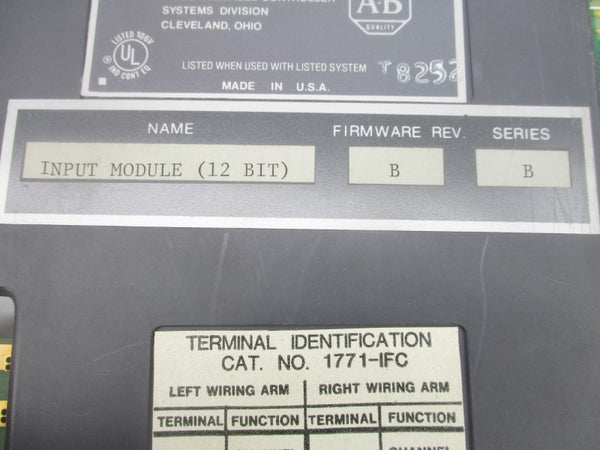 SYSTEMS DIVISION
CLEVELAND, OHIO
A-B
QUALITY
LISTED 706Y
UL
IND CONT EQ
LISTED WHEN USED WITH LISTED SYSTEM
T8252
MADE IN U.S.A.
NAME FIRMWARE REV. SERIES
INPUT MODULE (12 BIT) B B
TERMINAL IDENTIFICATION
CAT. NO. 1771-IFC
LEFT WIRING ARM RIGHT WIRING ARM
TERMINAL FUNCTION TERMINAL FUNCTION